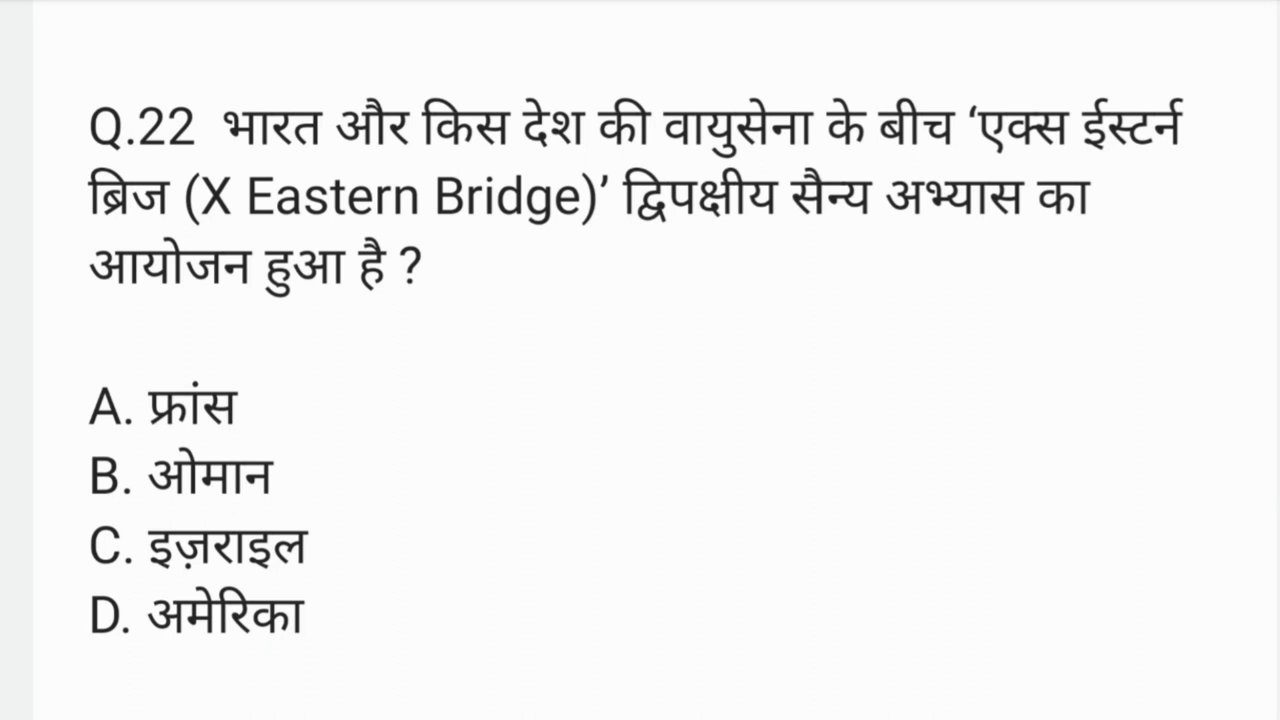 Q.22 भारत और किस देश की वायुसेना के बीच ‘एक्स ईस्टर्न
ब्रिज (X Eastern Bridge)’ द्विपक्षीय सैन्य अभ्यास का
आयोजन हुआ है ?
A. फ्रांस
B. ओमान
C. इज़राइल
D. अमेरिका